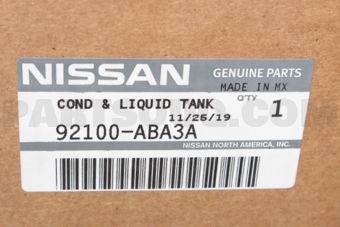 NISSAN GENUINE PARTS
MADE IN MX
COND & LIQUID TANK Q'TY 1
11/26/19
92100-ABA3A
NISSAN NORTH AMERICA, INC.